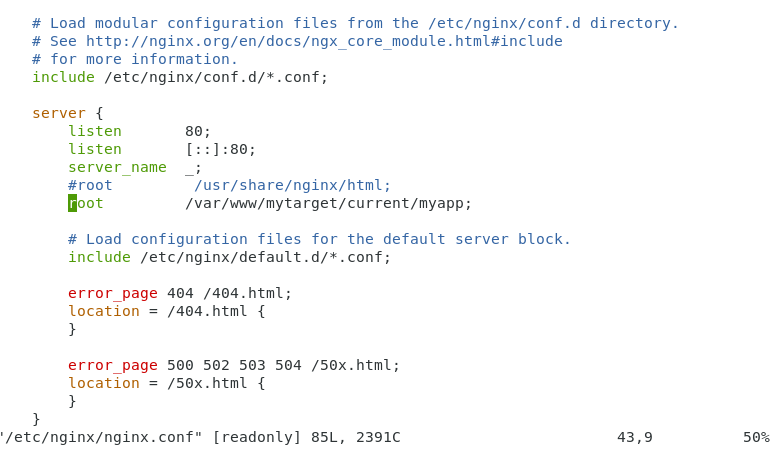 # Load modular configuration files from the /etc/nginx/conf.d directory.
# See http://nginx.org/en/docs/ngx_core_module.html#include
# for more information.
include /etc/nginx/conf.d/*.conf;
server {
listen       80;
listen       [::]:80;
server_name  _;
#root         /usr/share/nginx/html;
root         /var/www/mytarget/current/myapp;
# Load configuration files for the default server block.
include /etc/nginx/default.d/*.conf;
error_page 404 /404.html;
location = /404.html {
}
error_page 500 502 503 504 /50x.html;
location = /50x.html {
}
}
"/etc/nginx/nginx.conf" [readonly] 85L, 2391C                        43,9          50%